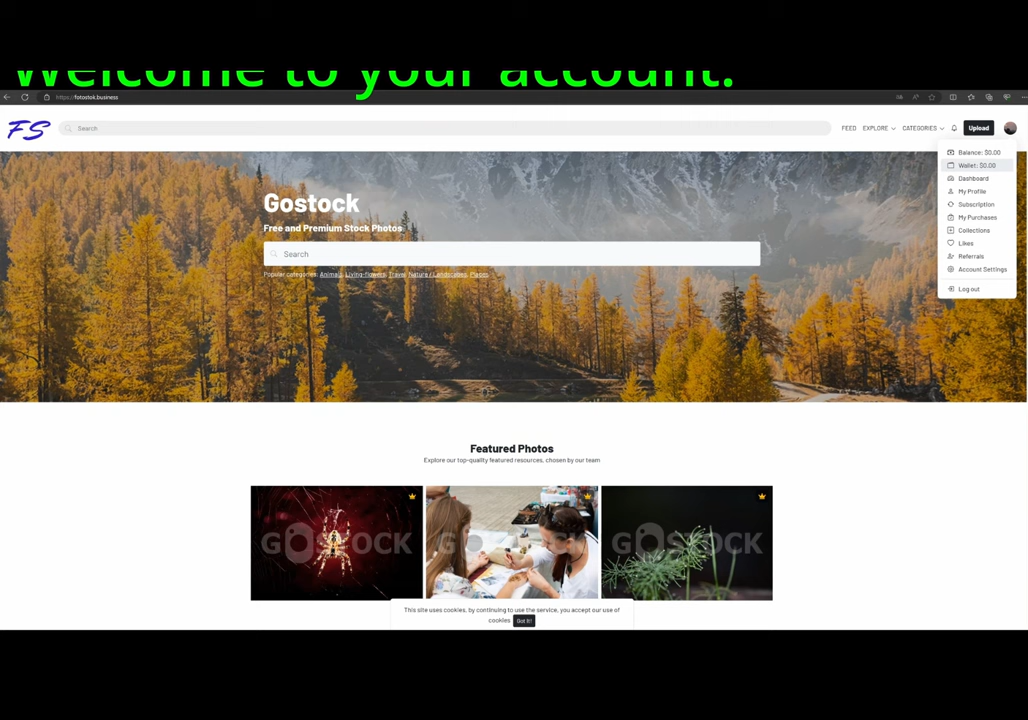 Welcome to your account.
https://fotostok.business
FS
Search
FEED EXPLORE CATEGORIES Upload
Balance: $0.00
Wallet: $0.00
Dashboard
My Profile
Subscription
My Purchases
Collections
Likes
Referrals
Account Settings
Log out
Gostock
Free and Premium Stock Photos
Search
Popular categories: Animals, Living-flowers, Travel, Nature / Landscapes, Places
Featured Photos
Explore our top-quality featured resources, chosen by our team
GOSTOCK
GOSTOCK
GOSTOCK
This site uses cookies, by continuing to use the service, you accept our use of
cookies Got it!